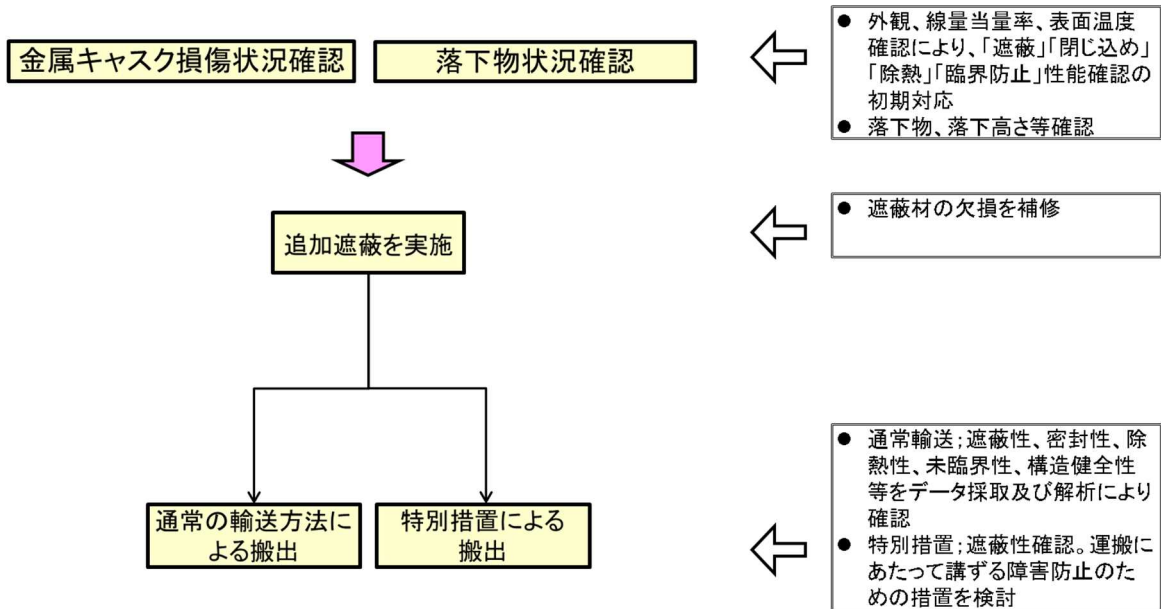 金属キャスク損傷状況確認
落下物状況確認
● 外観、線量当量率、表面温度
確認により、「遮蔽」「閉じ込め」
「除熱」「臨界防止」性能確認の
初期対応
● 落下物、落下高さ等確認
追加遮蔽を実施
● 遮蔽材の欠損を補修
通常の輸送方法に
よる搬出
特別措置による
搬出
● 通常輸送;遮蔽性、密封性、除
熱性、未臨界性、構造健全性
等をデータ採取及び解析により
確認
● 特別措置;遮蔽性確認。運搬に
あたって講ずる障害防止のた
めの措置を検討